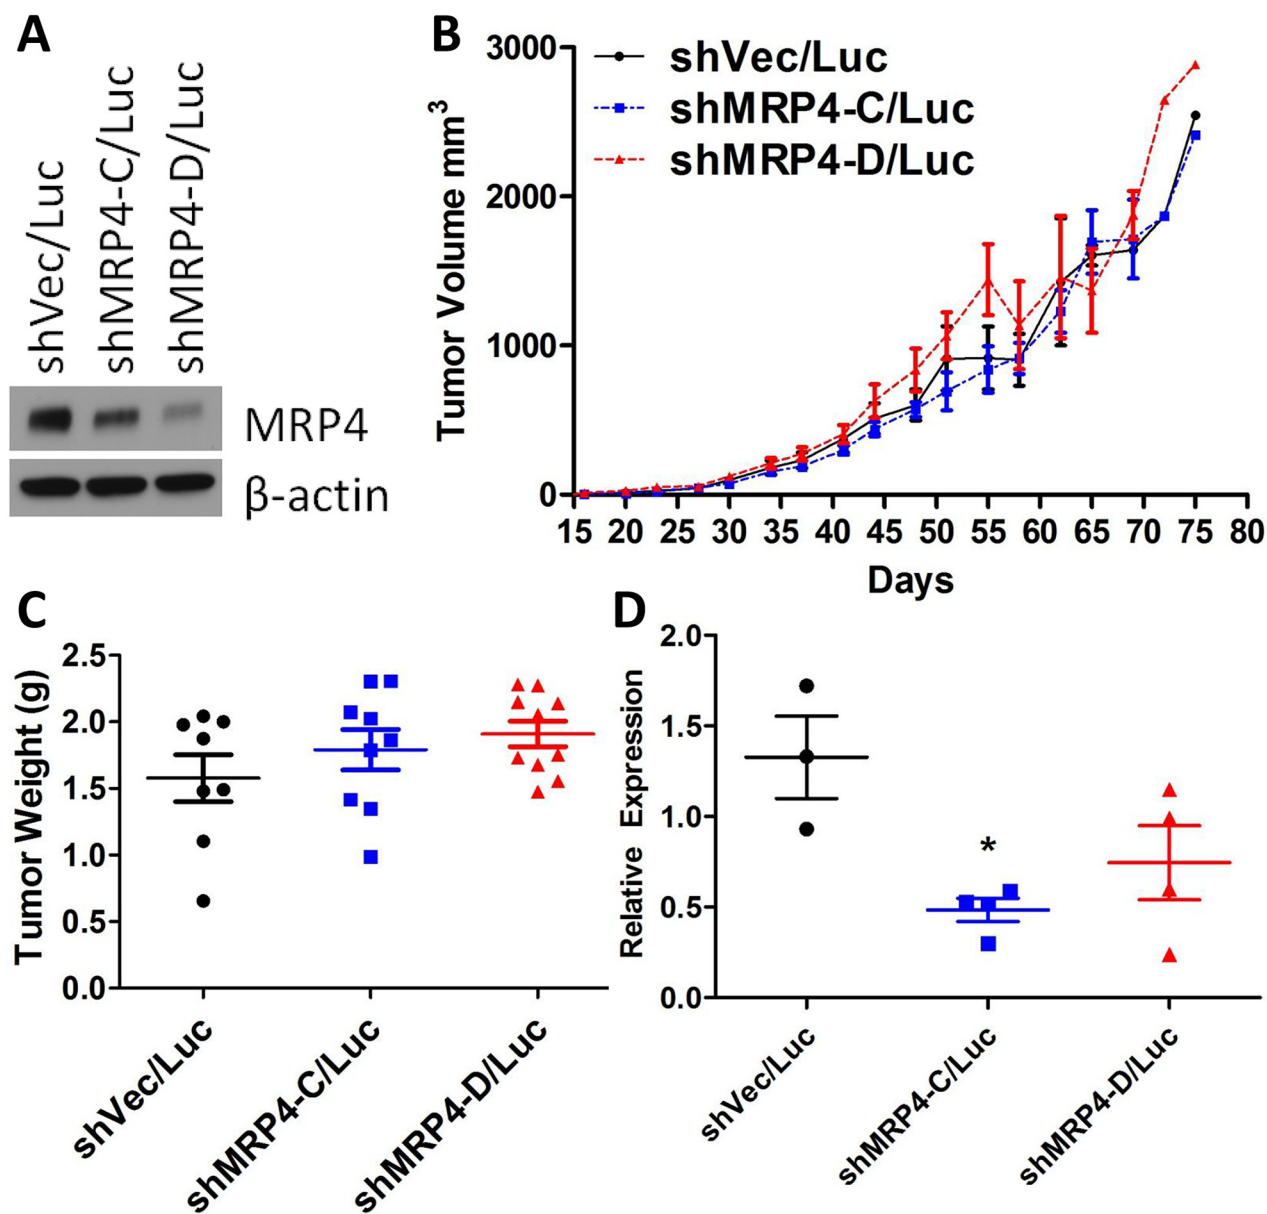 A
shVec/Luc
shMRP4-C/Luc
shMRP4-D/Luc
MRP4
β-actin
B
Tumor Volume mm³
3000
2000
1000
0
shVec/Luc
shMRP4-C/Luc
shMRP4-D/Luc
15 20 25 30 35 40 45 50 55 60 65 70 75 80
Days
C
Tumor Weight (g)
2.5
2.0
1.5
1.0
0.5
0.0
shVec/Luc
shMRP4-C/Luc
shMRP4-D/Luc
D
Relative Expression
2.0
1.5
1.0
0.5
0.0
*
shVec/Luc
shMRP4-C/Luc
shMRP4-D/Luc